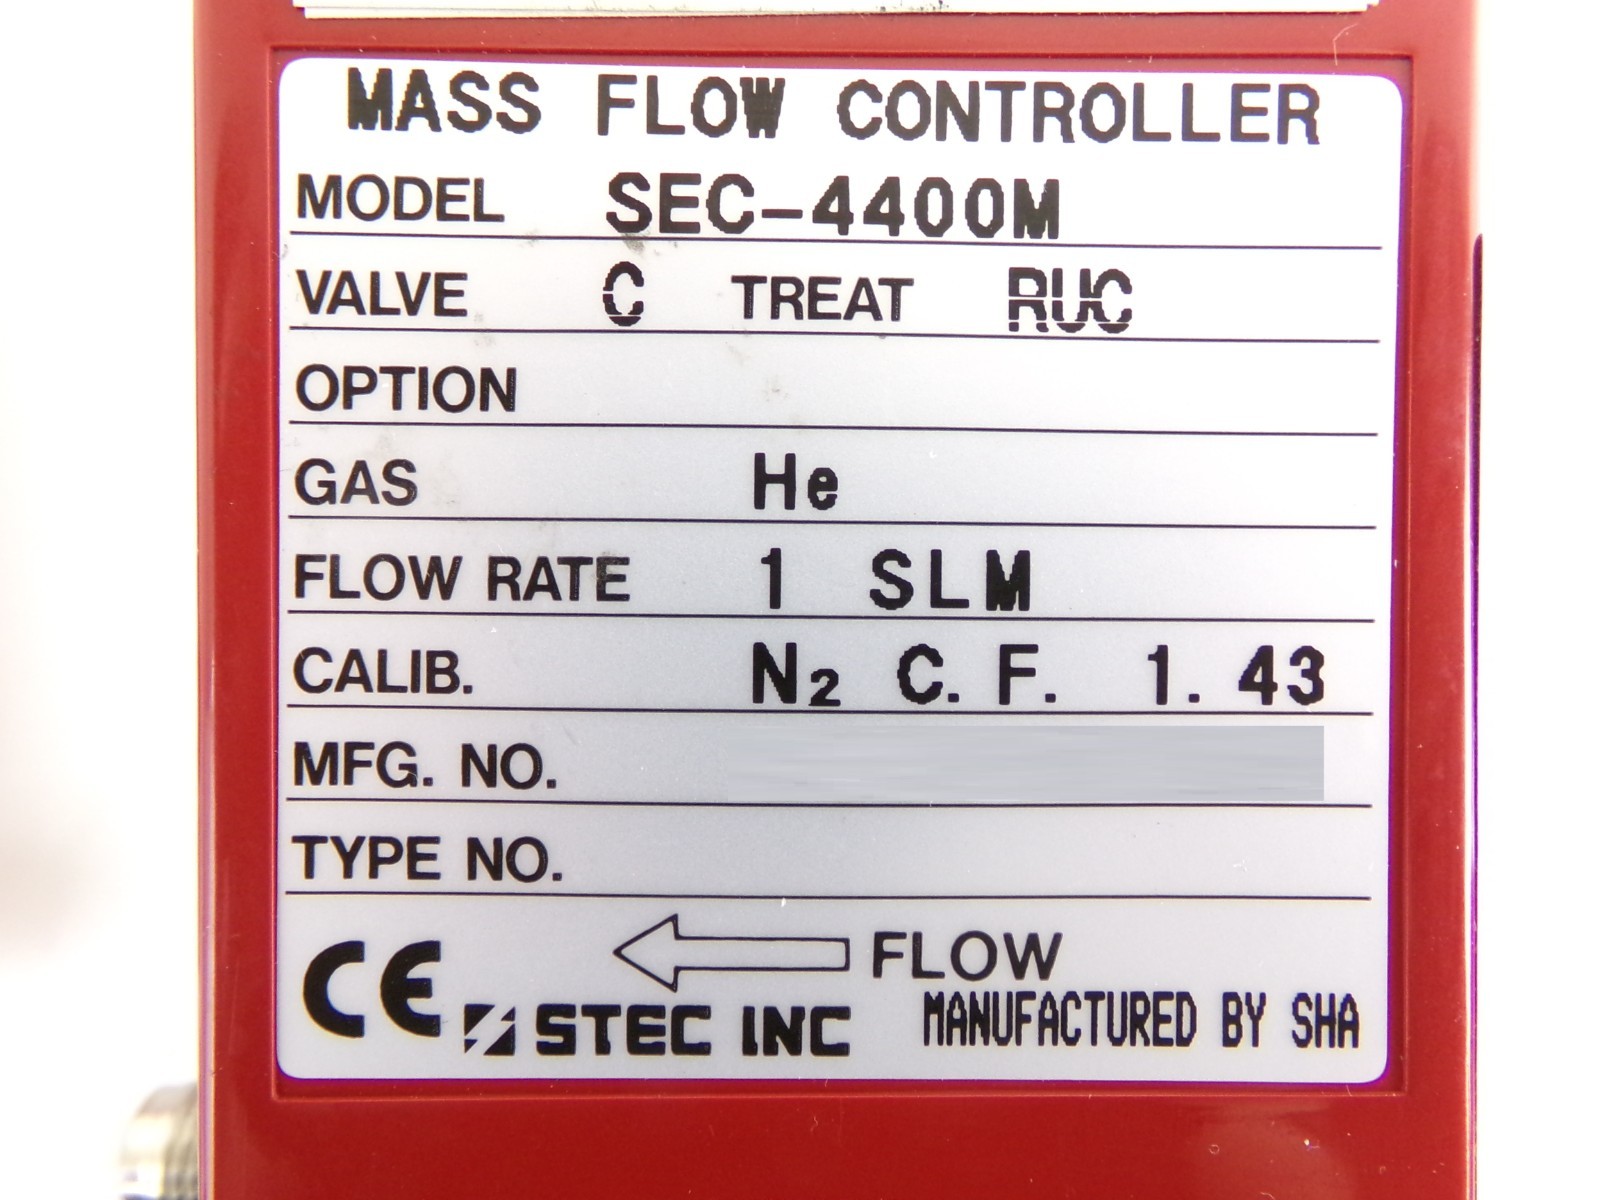 MASS FLOW CONTROLLER
MODEL SEC-4400M
VALVE C TREAT RUC
OPTION
GAS He
FLOW RATE 1 SLM
CALIB. N₂ C.F. 1.43
MFG. NO.
TYPE NO.
CE FLOW
STEC INC MANUFACTURED BY SHA